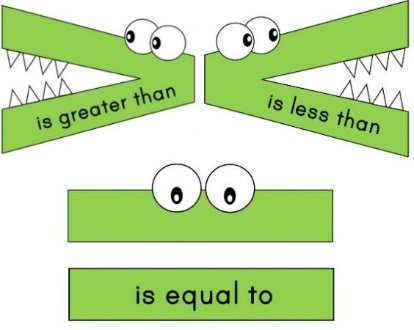 is greater than
is less than
is equal to